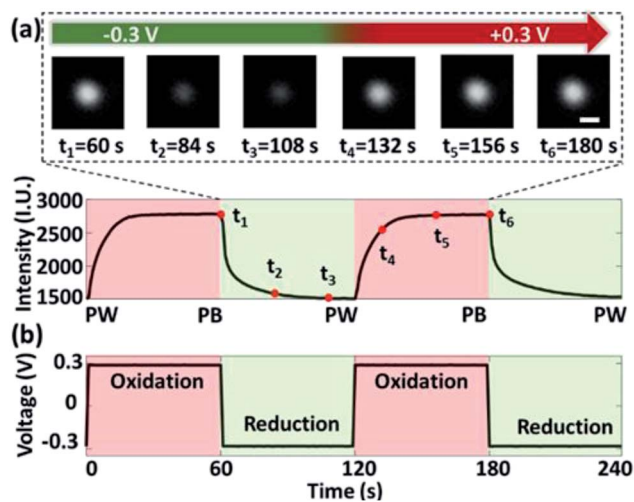 (a)
-0.3 V +0.3 V
t₁=60 s t₂=84 s t₃=108 s t₄=132 s t₅=156 s t₆=180 s
Intensity (I.U.)
3000
2500
2000
1500
t₁
t₂
t₃
t₄
t₅
t₆
PW PB PW PB PW
(b)
Voltage (V)
0.3
0
-0.3
Oxidation
Reduction
Oxidation
Reduction
0 60 120 180 240
Time (s)